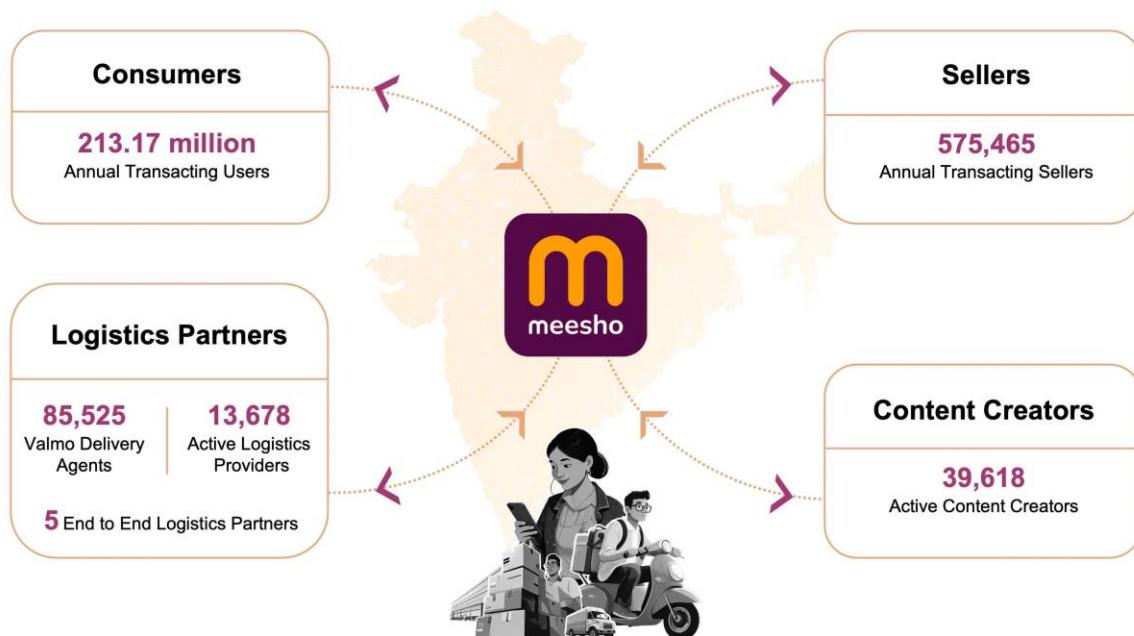 Consumers
213.17 million
Annual Transacting Users
Sellers
575,465
Annual Transacting Sellers
meesho
Logistics Partners
85,525
Valmo Delivery
Agents
13,678
Active Logistics
Providers
5 End to End Logistics Partners
Content Creators
39,618
Active Content Creators